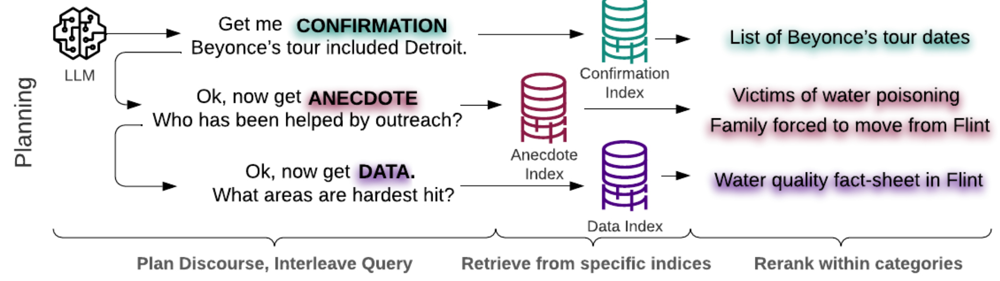 Planning
LLM
Get me CONFIRMATION
Beyonce's tour included Detroit.
Confirmation
Index
List of Beyonce's tour dates
Ok, now get ANECDOTE
Who has been helped by outreach?
Anecdote
Index
Victims of water poisoning
Family forced to move from Flint
Ok, now get DATA.
What areas are hardest hit?
Data Index
Water quality fact-sheet in Flint
Plan Discourse, Interleave Query
Retrieve from specific indices
Rerank within categories